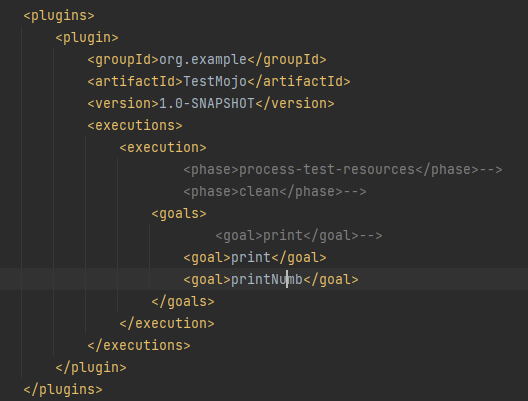 <plugins>
<plugin>
<groupId>org.example</groupId>
<artifactId>TestMojo</artifactId>
<version>1.0-SNAPSHOT</version>
<executions>
<execution>
<phase>process-test-resources</phase>-->
<phase>clean</phase>-->
<goals>
<goal>print</goal>-->
<goal>print</goal>
<goal>printNumb</goal>
</goals>
</execution>
</executions>
</plugin>
</plugins>